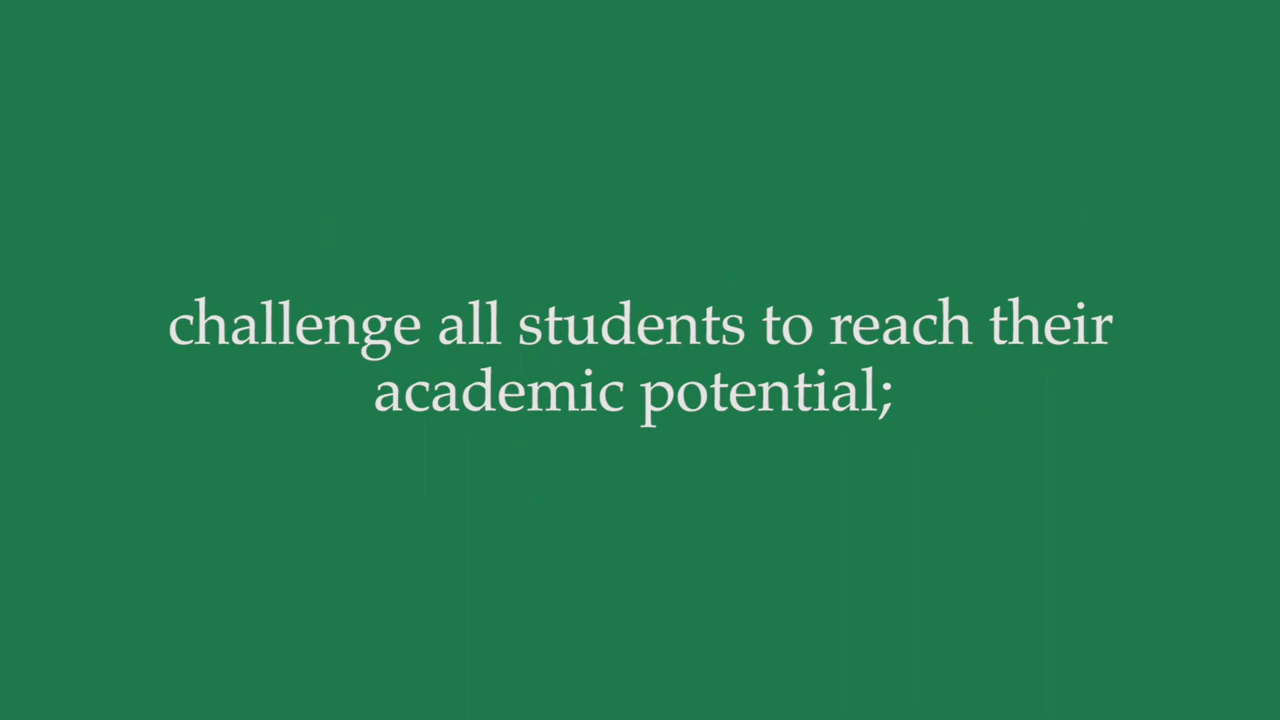 challenge all students to reach their
academic potential;